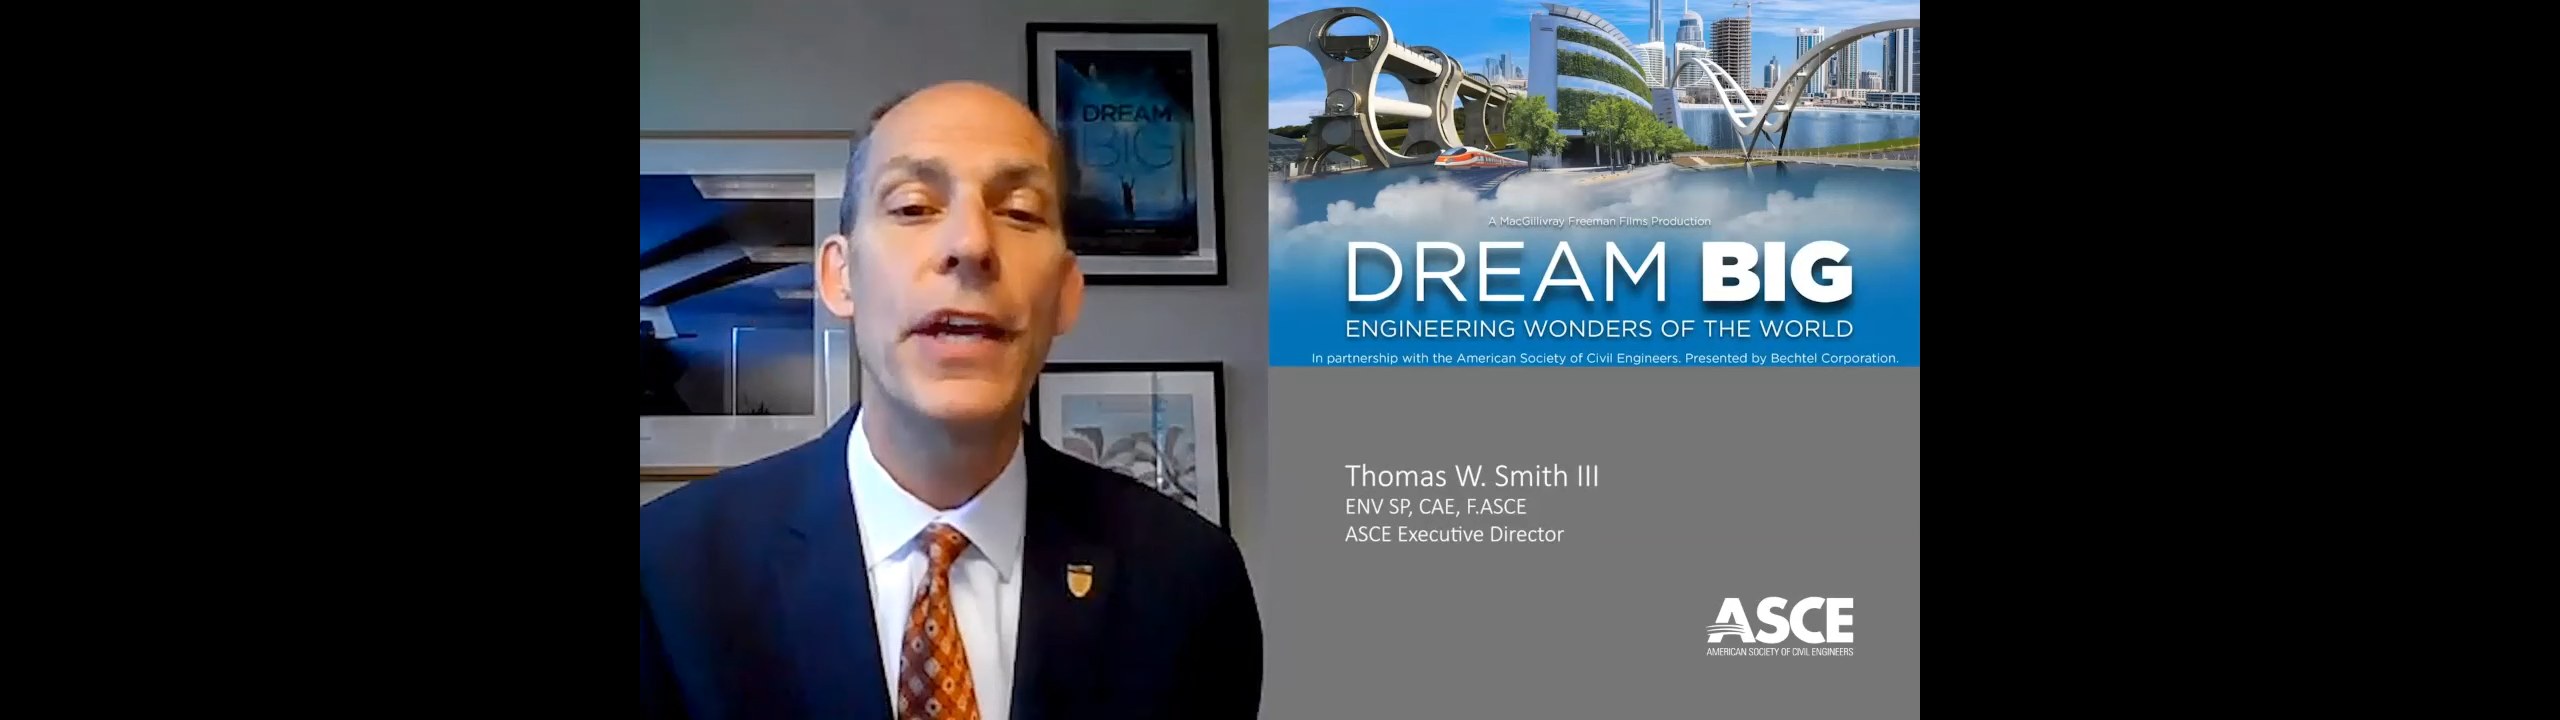 DREAM
BIG
A MacGillivray Freeman Films Production
DREAM BIG
ENGINEERING WONDERS OF THE WORLD
In partnership with the American Society of Civil Engineers. Presented by Bechtel Corporation.
Thomas W. Smith III
ENV SP, CAE, F.ASCE
ASCE Executive Director
ASCE
AMERICAN SOCIETY OF CIVIL ENGINEERS